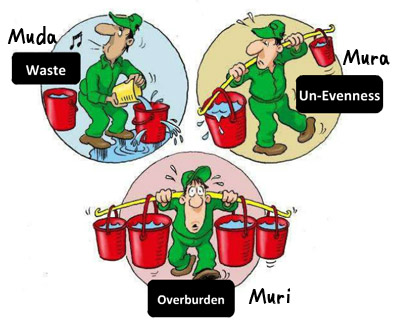 Muda
Waste
Mura
Un-Evenness
Overburden
Muri